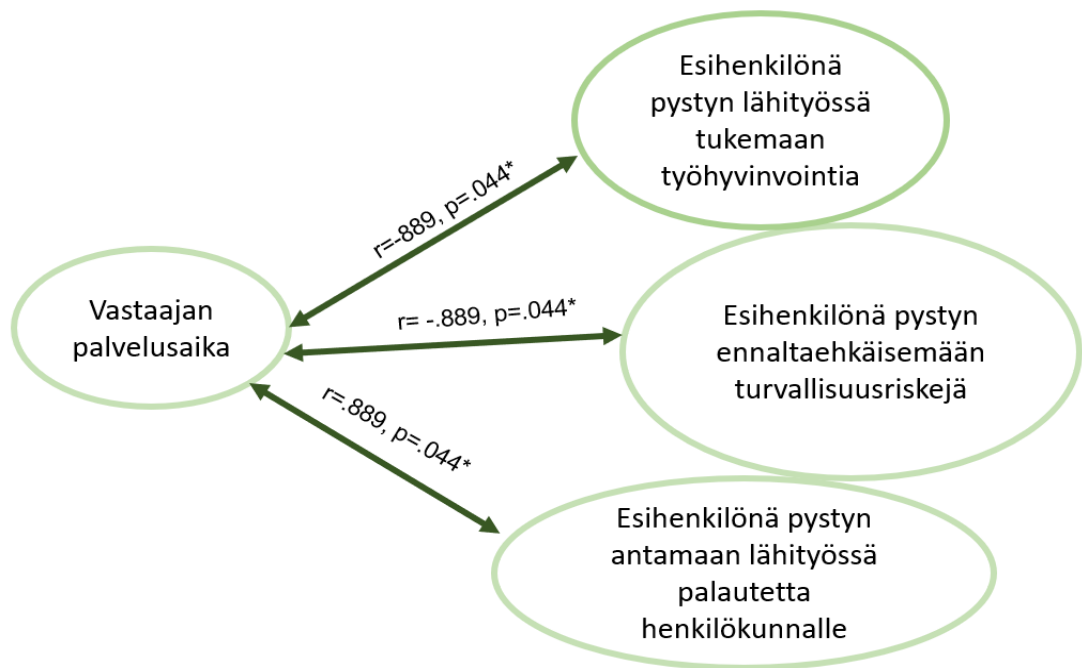 Esihenkilönä
pystyn lähityössä
tukemaan
työhyvinvointia
r=-889, p=.044*
Vastaajan
palvelusaika
r= -.889, p=.044*
Esihenkilönä pystyn
ennaltaehkäisemään
turvallisuusriskejä
r=.889, p=.044*
Esihenkilönä pystyn
antamaan lähityössä
palautetta
henkilökunnalle